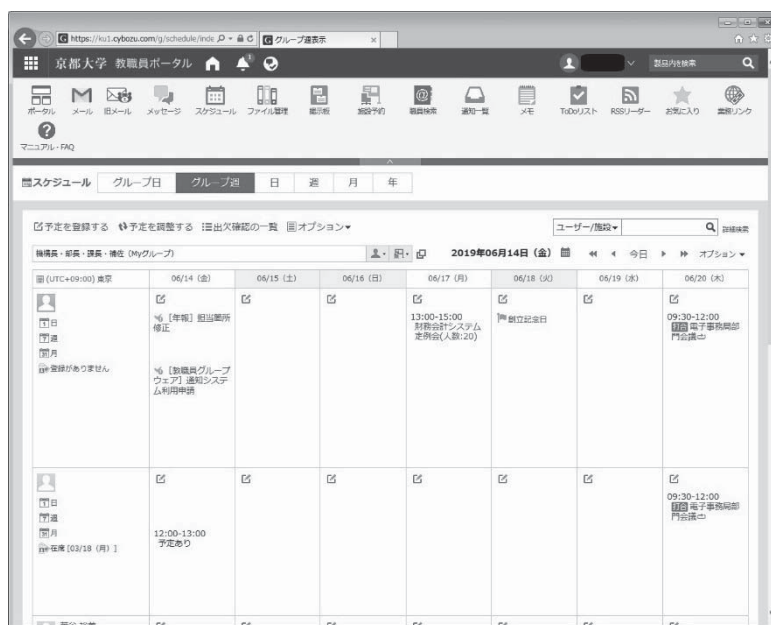 https://ku1.cybozu.com/g/schedule/inde
グループ週表示
京都大学 教職員ポータル
1
製品内を検索
ポータル メール 旧メール メッセージ スケジュール ファイル管理 掲示板 施設予約 職員検索 通知一覧 メモ ToDoリスト RSSリーダー お気に入り 業務リンク
マニュアル・FAQ
スケジュール グループ日 グループ週 日 週 月 年
予定を登録する 予定を調整する 出欠確認の一覧 オプション
ユーザー/施設
詳細検索
機構長・部長・課長・補佐 (Myグループ)
2019年06月14日(金)
今日
オプション
(UTC+09:00) 東京 06/14 (金) 06/15 (土) 06/16 (日) 06/17 (月) 06/18 (火) 06/19 (水) 06/20 (木)
日
週
月
登録がありません
[年報] 担当箇所
修正
[教職員グループ
ウェア] 通知システ
ム利用申請
13:00-15:00
財務会計システム
定例会(人数:20)
創立記念日
09:30-12:00
打合 電子事務局部
門会議
日
週
月
在席 [03/18 (月) ]
12:00-13:00
予定あり
09:30-12:00
打合 電子事務局部
門会議